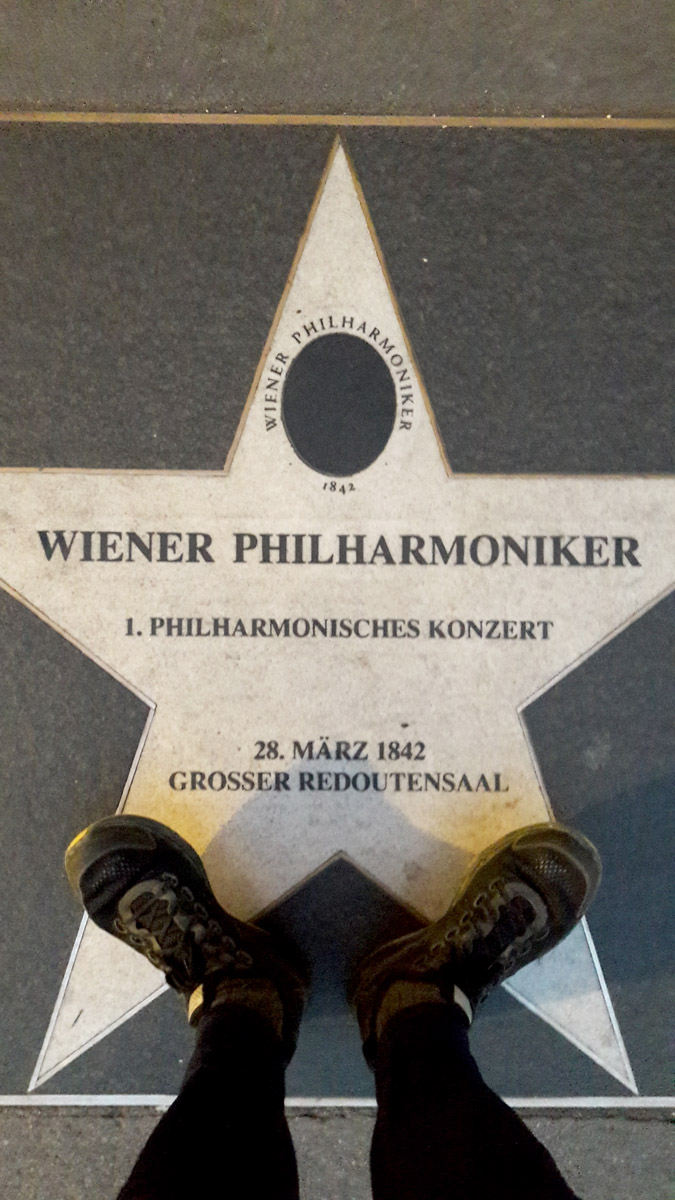 WIENER PHILHARMONIKER
1842
WIENER PHILHARMONIKER
1. PHILHARMONISCHES KONZERT
28. MÄRZ 1842
GROSSER REDOUTENSAAL